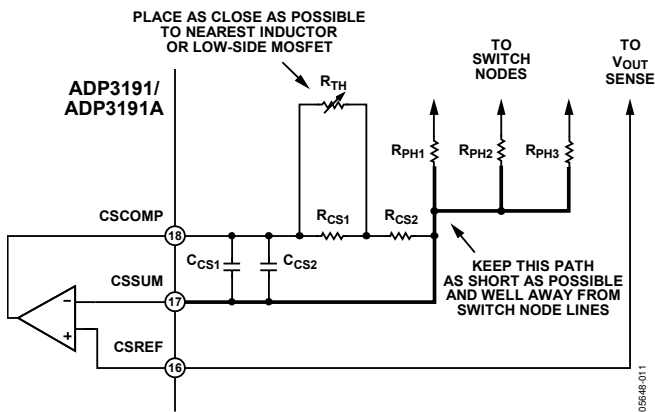 PLACE AS CLOSE AS POSSIBLE
TO NEAREST INDUCTOR
OR LOW-SIDE MOSFET
TO
SWITCH
NODES
TO
VOUT
SENSE
ADP3191/
ADP3191A
RTH
RPH1
RPH2
RPH3
CSCOMP
18
RCS1
RCS2
CCS1
CCS2
KEEP THIS PATH
AS SHORT AS POSSIBLE
AND WELL AWAY FROM
SWITCH NODE LINES
CSSUM
17
–
+
CSREF
16
05648-011